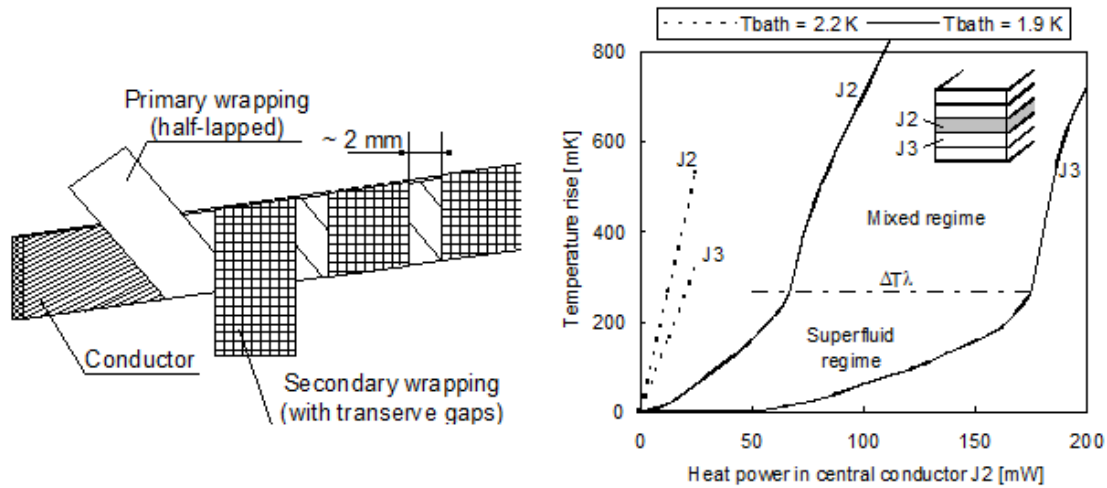 Primary wrapping
(half-lapped)
~ 2 mm
Conductor
Secondary wrapping
(with transerve gaps)
Tbath = 2.2 K
Tbath = 1.9 K
800
600
400
200
0
Temperature rise [mK]
J2
J3
J2
J3
J2
J3
Mixed regime
ΔTλ
Superfluid
regime
0
50
100
150
200
Heat power in central conductor J2 [mW]